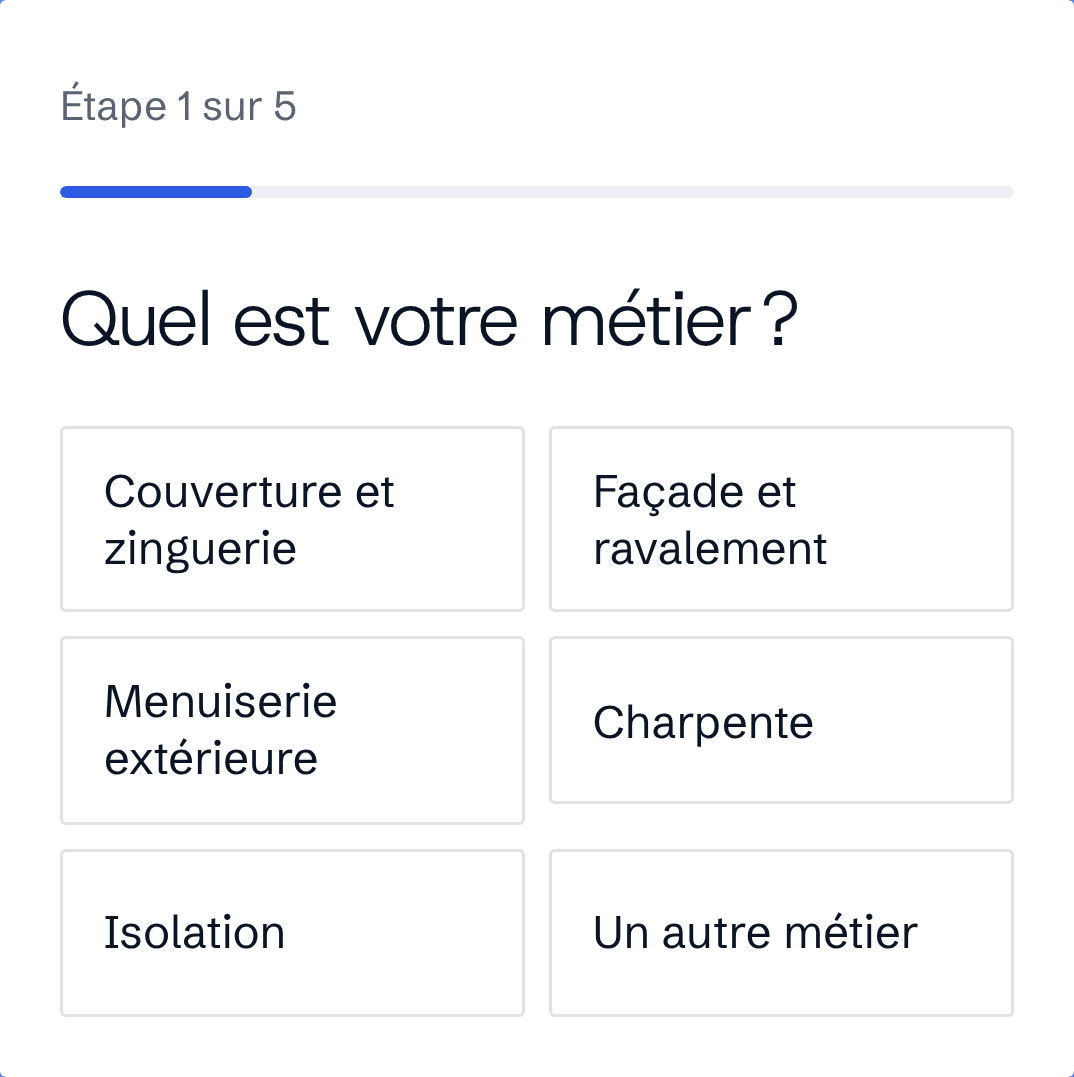 Étape 1 sur 5
Quel est votre métier ?
Couverture et
zinguerie
Façade et
ravalement
Menuiserie
extérieure
Charpente
Isolation
Un autre métier